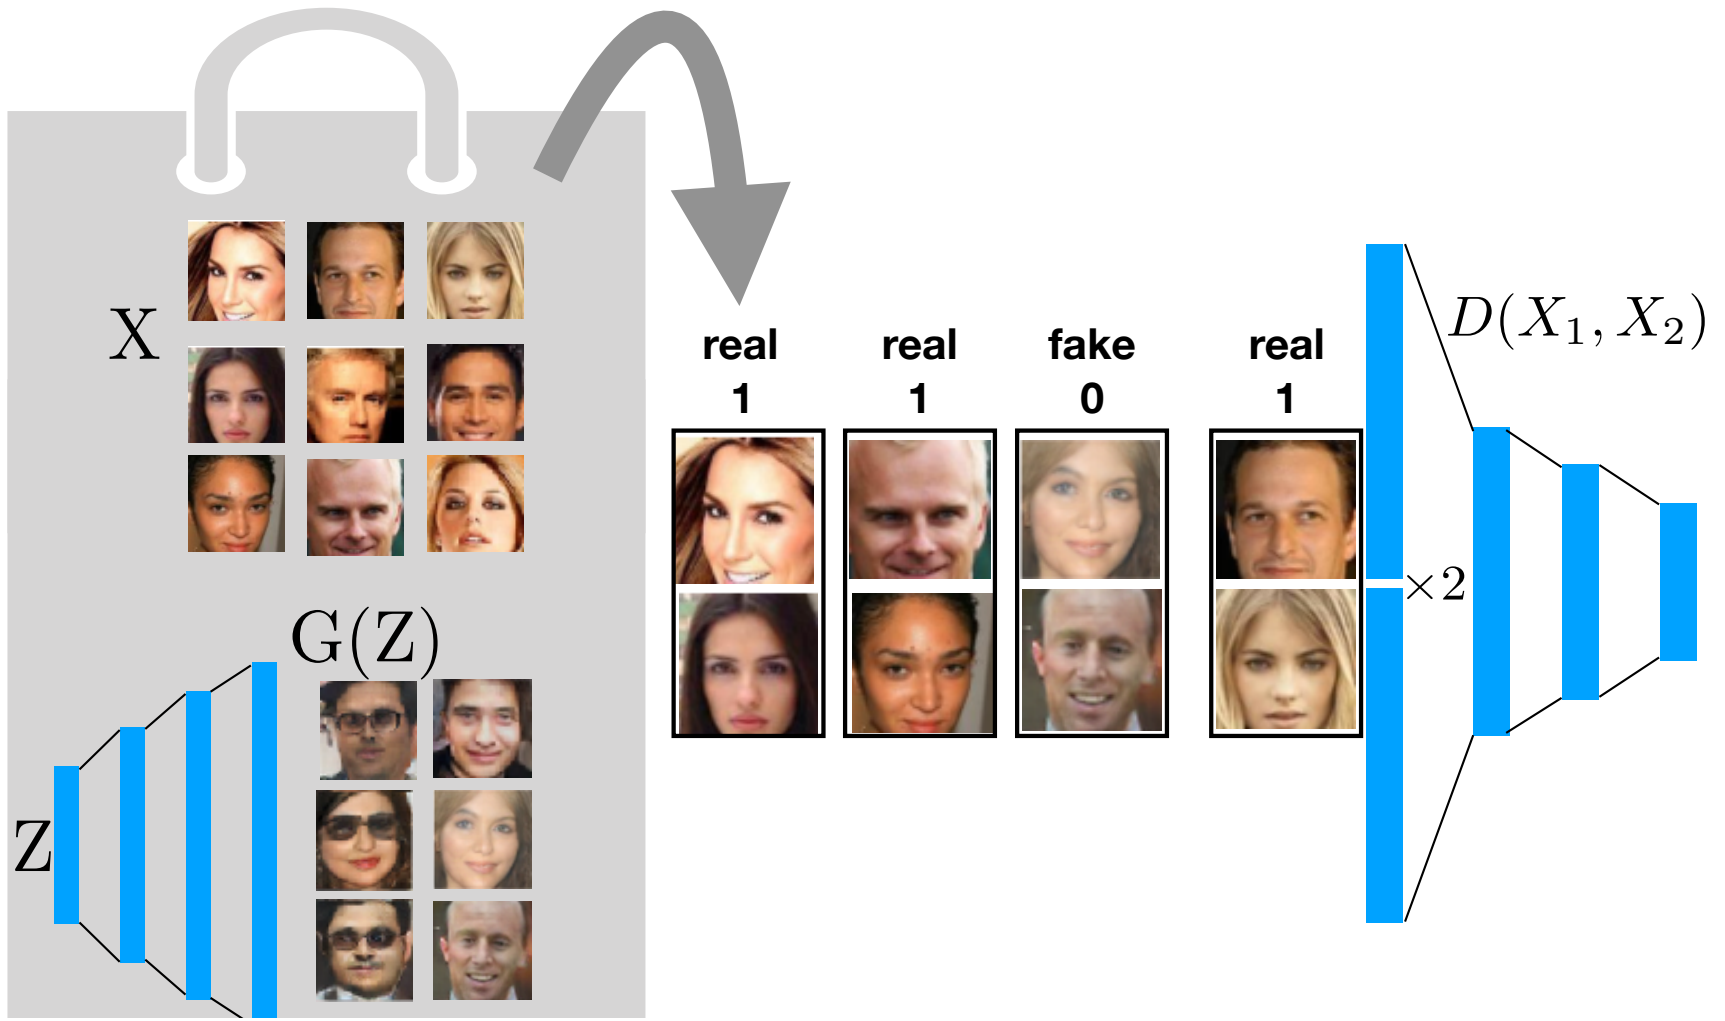 X
G(Z)
Z
real real fake real
1 1 0 1
D(X₁, X₂)
×2